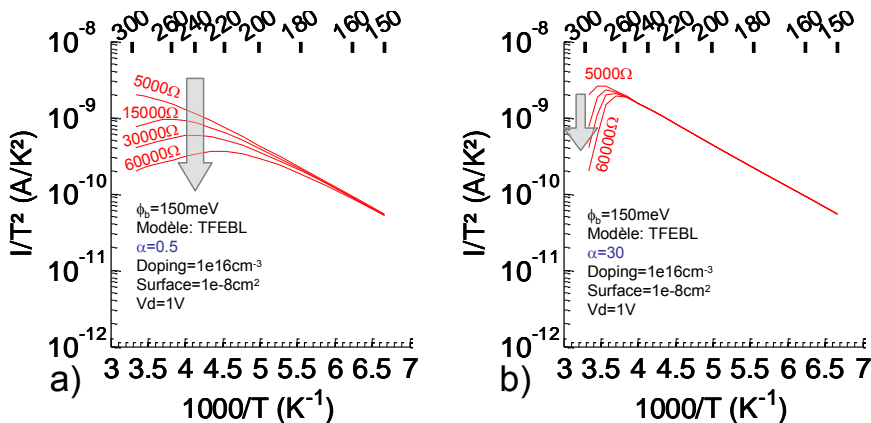 300 260 240 200 180 160 150
10⁻⁸
10⁻⁹
10⁻¹⁰
10⁻¹¹
10⁻¹²
I/T² (A/K²)
5000Ω
15000Ω
30000Ω
60000Ω
ϕb=150meV
Modèle: TFEBL
α=0.5
Doping=1e16cm⁻³
Surface=1e-8cm²
Vd=1V
3 3.5 4 4.5 5 5.5 6 6.5 7
a)
1000/T (K⁻¹)
300 260 240 200 180 160 150
10⁻⁸
10⁻⁹
10⁻¹⁰
10⁻¹¹
10⁻¹²
I/T² (A/K²)
5000Ω
60000Ω
ϕb=150meV
Modèle: TFEBL
α=30
Doping=1e16cm⁻³
Surface=1e-8cm²
Vd=1V
3 3.5 4 4.5 5 5.5 6 6.5 7
b)
1000/T (K⁻¹)